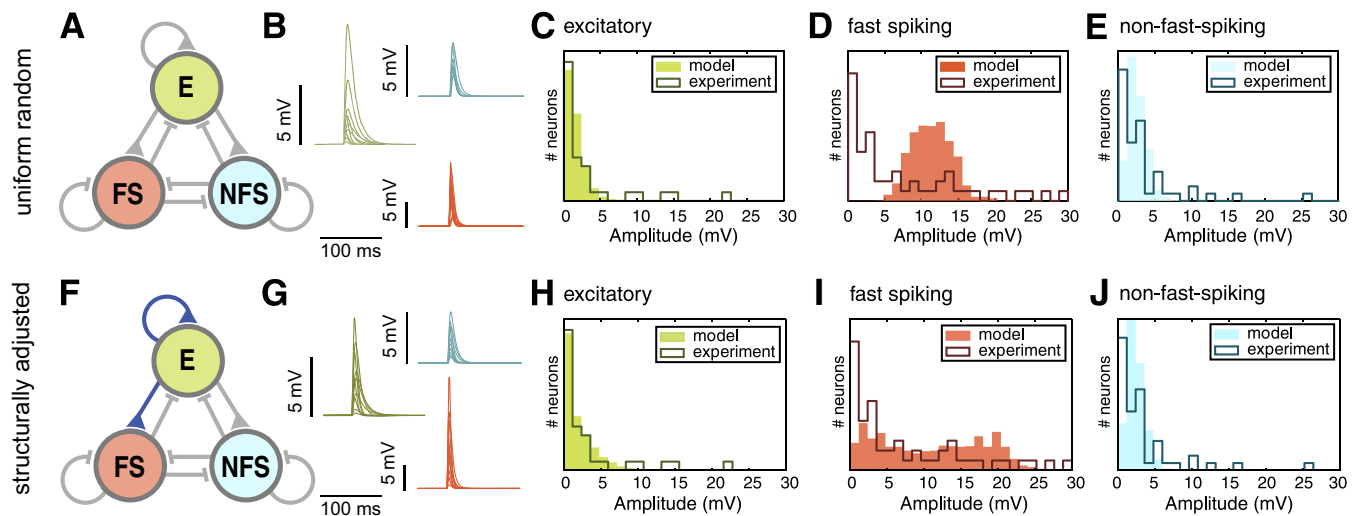 uniform random
A
E
FS
NFS
B
5 mV
5 mV
5 mV
100 ms
C excitatory
# neurons
model
experiment
0 5 10 15 20 25 30
Amplitude (mV)
D fast spiking
# neurons
model
experiment
0 5 10 15 20 25 30
Amplitude (mV)
E non-fast-spiking
# neurons
model
experiment
0 5 10 15 20 25 30
Amplitude (mV)
structurally adjusted
F
E
FS
NFS
G
5 mV
5 mV
5 mV
100 ms
H excitatory
# neurons
model
experiment
0 5 10 15 20 25 30
Amplitude (mV)
I fast spiking
# neurons
model
experiment
0 5 10 15 20 25 30
Amplitude (mV)
J non-fast-spiking
# neurons
model
experiment
0 5 10 15 20 25 30
Amplitude (mV)